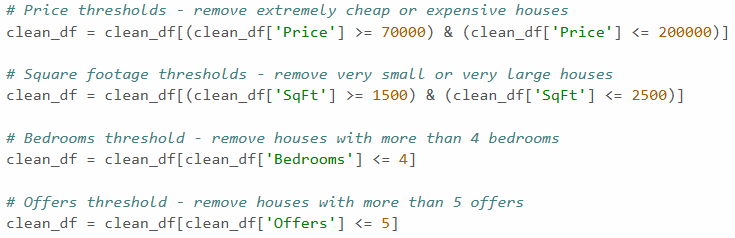 # Price thresholds - remove extremely cheap or expensive houses
clean_df = clean_df[(clean_df['Price'] >= 70000) & (clean_df['Price'] <= 200000)]
# Square footage thresholds - remove very small or very large houses
clean_df = clean_df[(clean_df['SqFt'] >= 1500) & (clean_df['SqFt'] <= 2500)]
# Bedrooms threshold - remove houses with more than 4 bedrooms
clean_df = clean_df[clean_df['Bedrooms'] <= 4]
# Offers threshold - remove houses with more than 5 offers
clean_df = clean_df[clean_df['Offers'] <= 5]